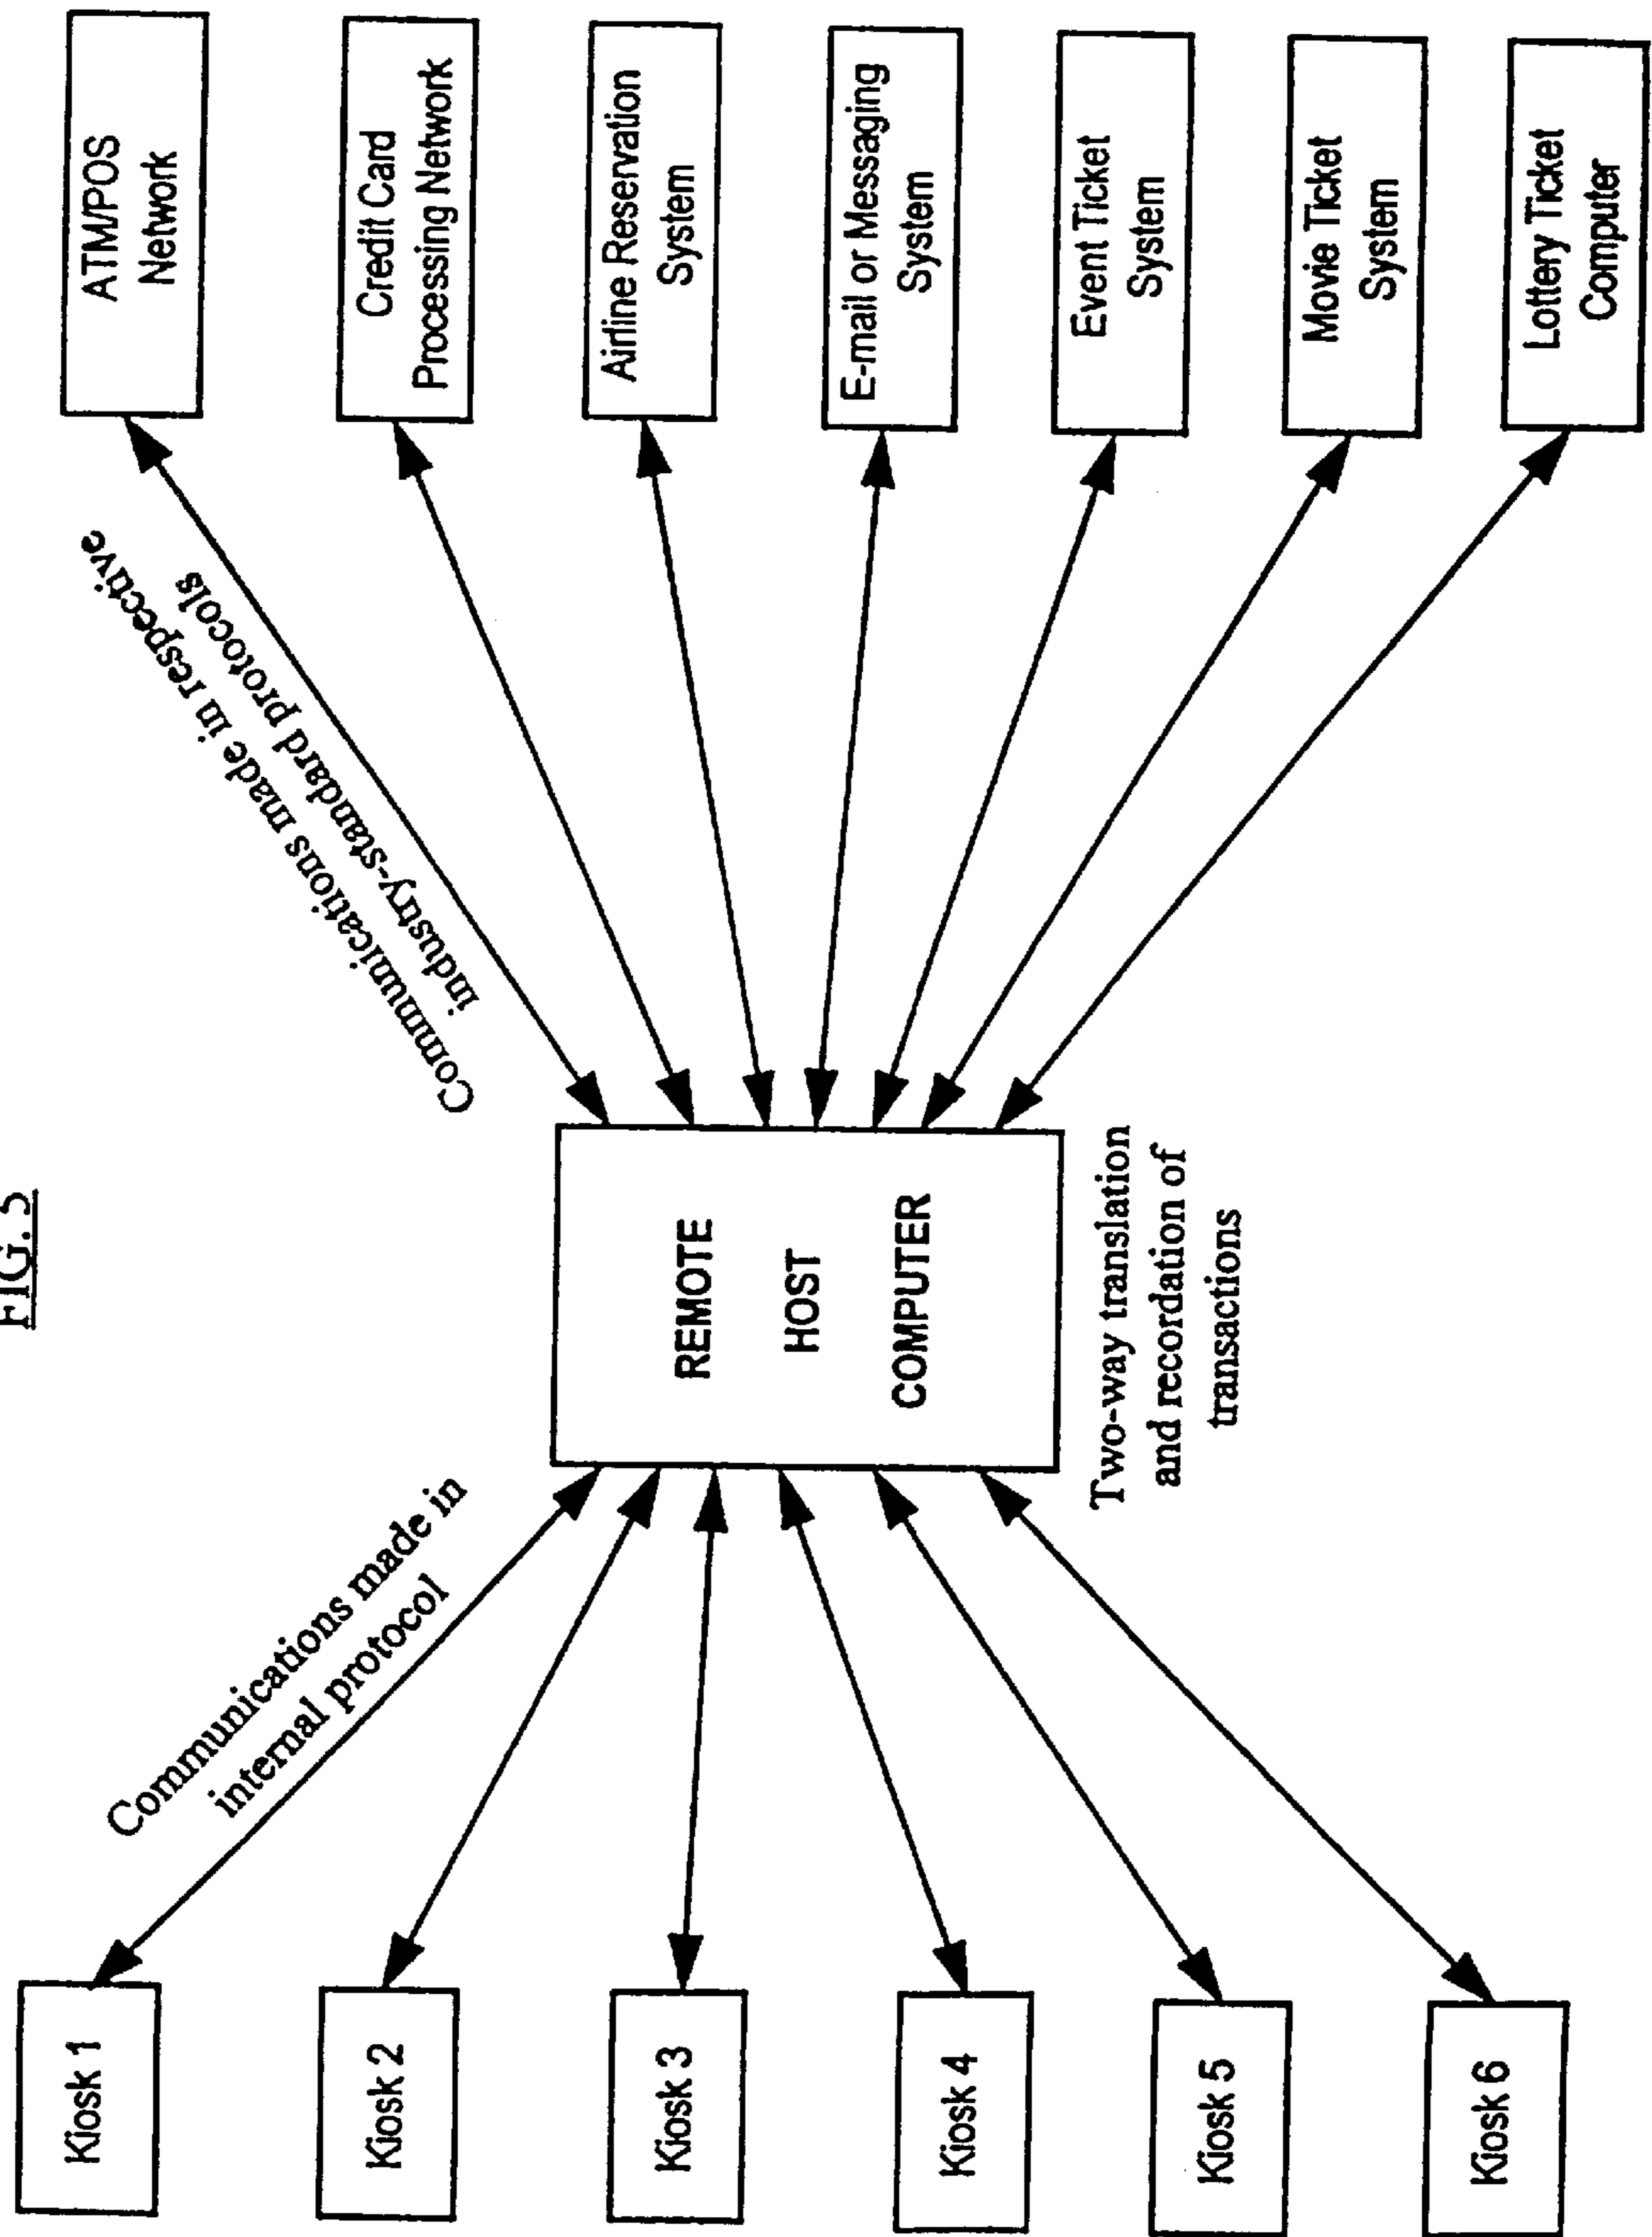 FIG. 5
Kiosk 1
Kiosk 2
Kiosk 3
Kiosk 4
Kiosk 5
Kiosk 6
Communications made in
internal protocol
REMOTE
HOST
COMPUTER
Two-way translation
and recordation of
transactions
Communications made in respective
industry-standard protocols
ATM/POS
Network
Credit Card
Processing Network
Airline Reservation
System
E-mail or Messaging
System
Event Ticket
System
Movie Ticket
System
Lottery Ticket
Computer